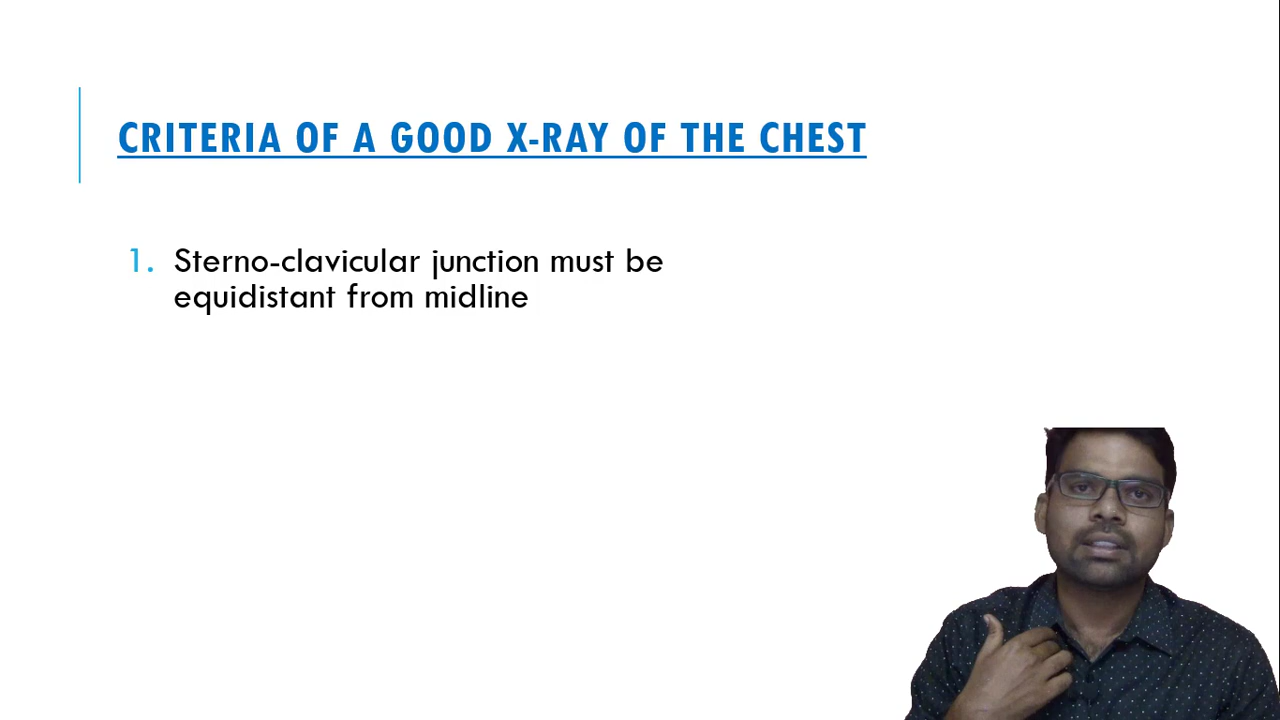 CRITERIA OF A GOOD X-RAY OF THE CHEST
1. Sterno-clavicular junction must be
equidistant from midline